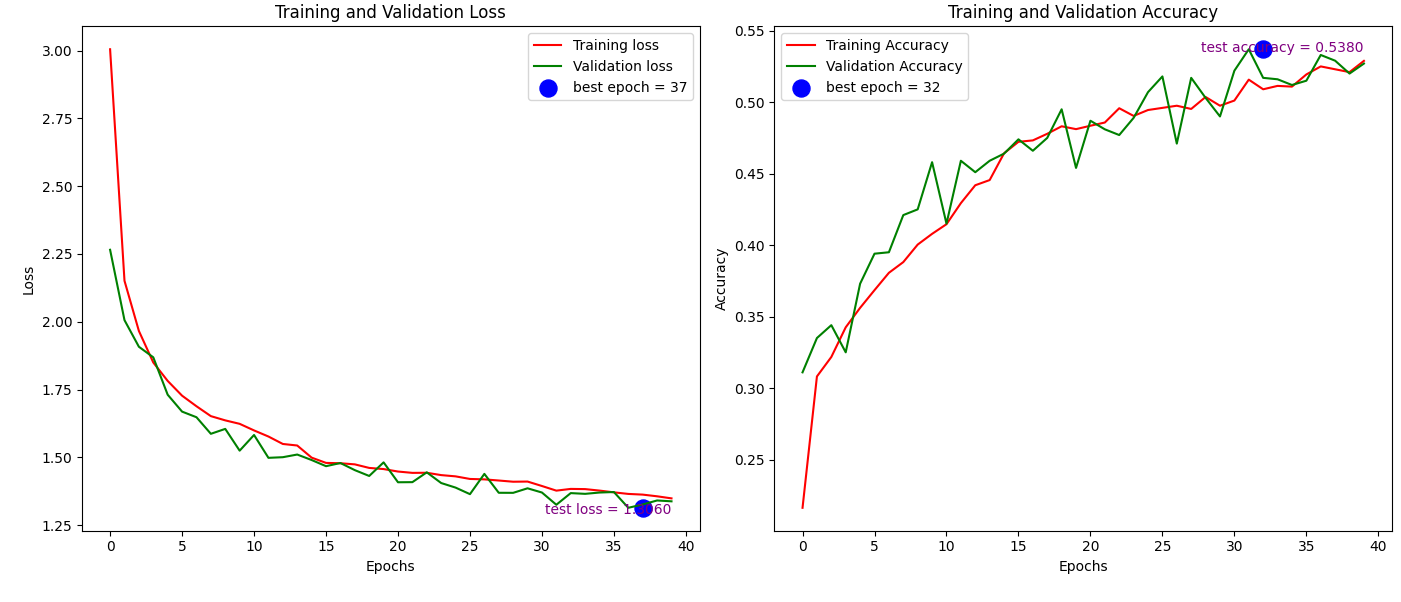 Training and Validation Loss
3.00
2.75
2.50
2.25
2.00
1.75
1.50
1.25
Loss
0 5 10 15 20 25 30 35 40
Epochs
Training loss
Validation loss
best epoch = 37
test loss = 1.3060
Training and Validation Accuracy
0.55
0.50
0.45
0.40
0.35
0.30
0.25
Accuracy
0 5 10 15 20 25 30 35 40
Epochs
Training Accuracy
Validation Accuracy
best epoch = 32
test accuracy = 0.5380